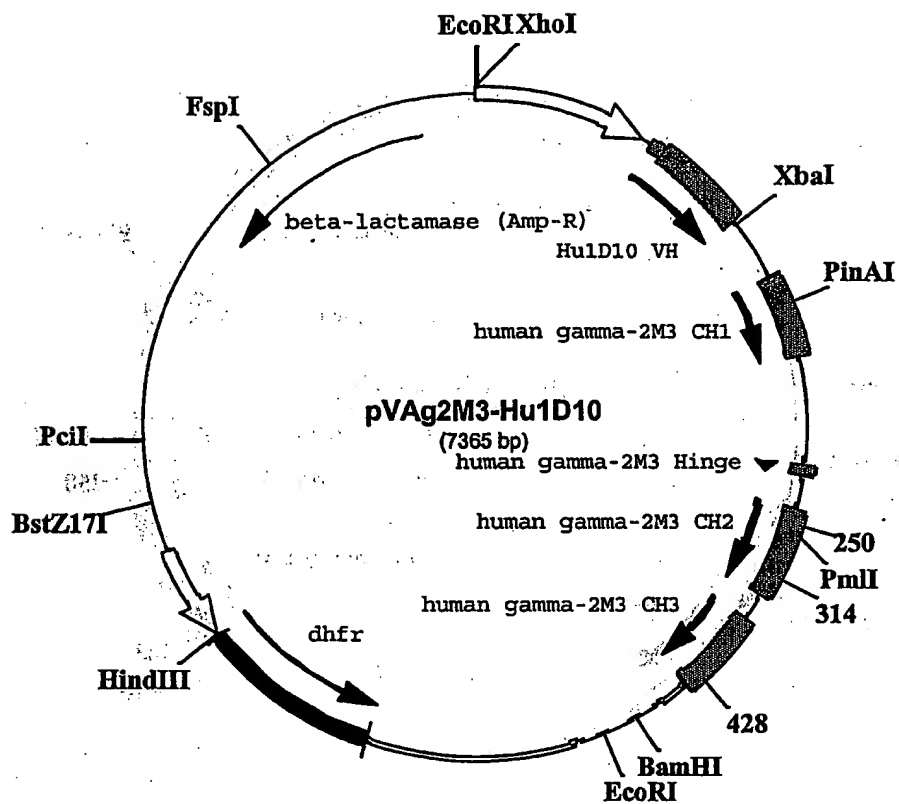 EcoRI XhoI
FspI
XbaI
beta-lactamase (Amp-R)
Hu1D10 VH
PinAI
human gamma-2M3 CH1
pVAg2M3-Hu1D10
(7365 bp)
PciI
human gamma-2M3 Hinge
BstZ17I
human gamma-2M3 CH2
250
PmlI
314
human gamma-2M3 CH3
dhfr
HindIII
428
BamHI
EcoRI